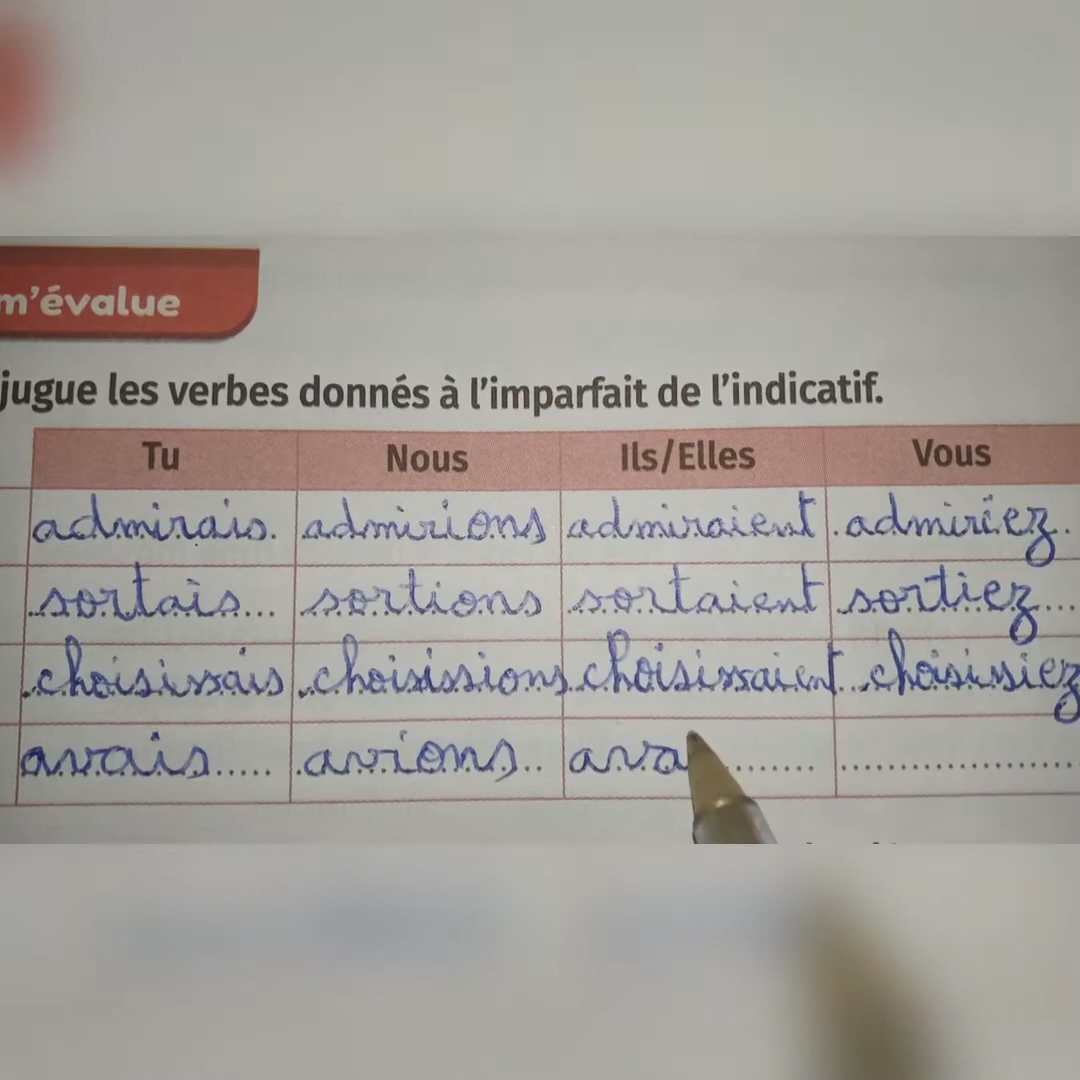 m'évalue
jugue les verbes donnés à l'imparfait de l'indicatif.
Tu Nous Ils/Elles Vous
admirais. admirions admiraient admiriez.
sortais... sortions sortaient sortiez...
choisissais choisissions choisissaient choisissiez
avais..... avions.. ava